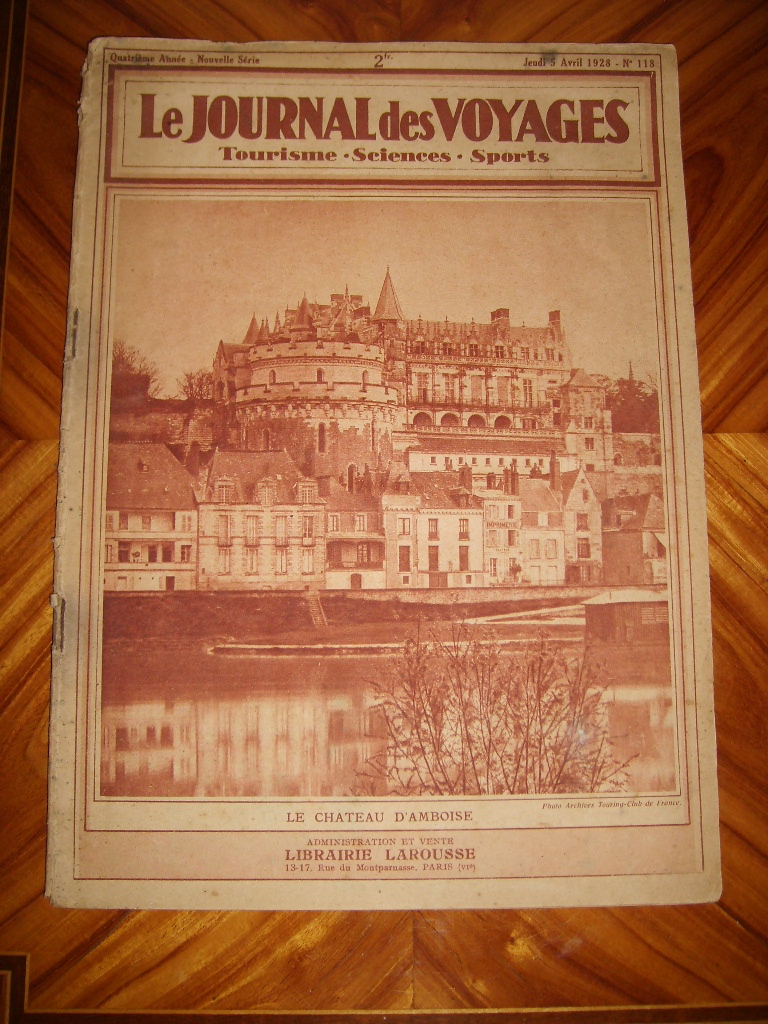 Quatrième Année - Nouvelle Série
2fr.
Jeudi 5 Avril 1928 - N° 118
Le JOURNAL des VOYAGES
Tourisme · Sciences · Sports
Photo Archives Touring-Club de France.
LE CHATEAU D'AMBOISE
ADMINISTRATION ET VENTE
LIBRAIRIE LAROUSSE
13-17, Rue du Montparnasse, PARIS (VIe)